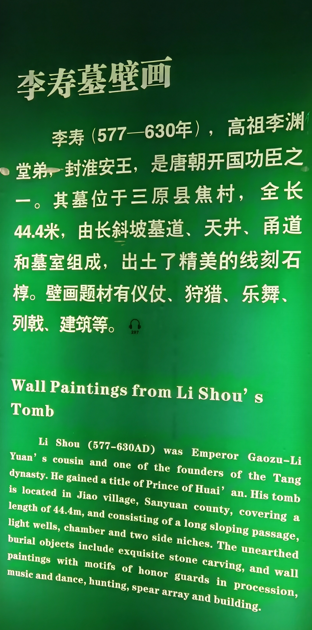 李寿墓壁画
李寿（577—630年），高祖李渊
堂弟，封淮安王，是唐朝开国功臣之
一。其墓位于三原县焦村，全长
44.4米，由长斜坡墓道、天井、甬道
和墓室组成，出土了精美的线刻石
椁。壁画题材有仪仗、狩猎、乐舞、
列戟、建筑等。
Wall Paintings from Li Shou's
Tomb
Li Shou (577-630AD) was Emperor Gaozu-Li
Yuan's cousin and one of the founders of the Tang
dynasty. He gained a title of Prince of Huai'an. His tomb
is located in Jiao village, Sanyuan county, covering a
length of 44.4m, and consisting of a long sloping passage,
light wells, chamber and two side niches. The unearthed
burial objects include exquisite stone carving, and wall
paintings with motifs of honor guards in procession,
music and dance, hunting, spear array and building.